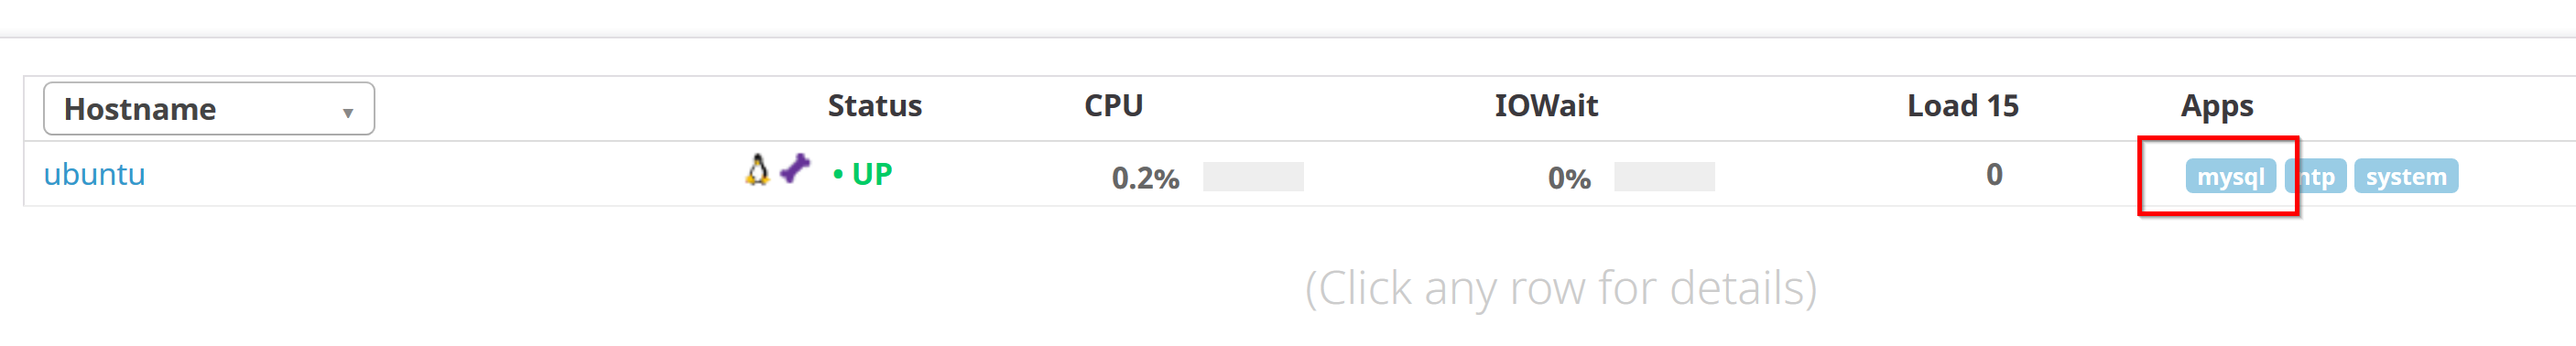 Hostname Status CPU IOWait Load 15 Apps
ubuntu • UP 0.2% 0% 0 mysql ntp system
(Click any row for details)